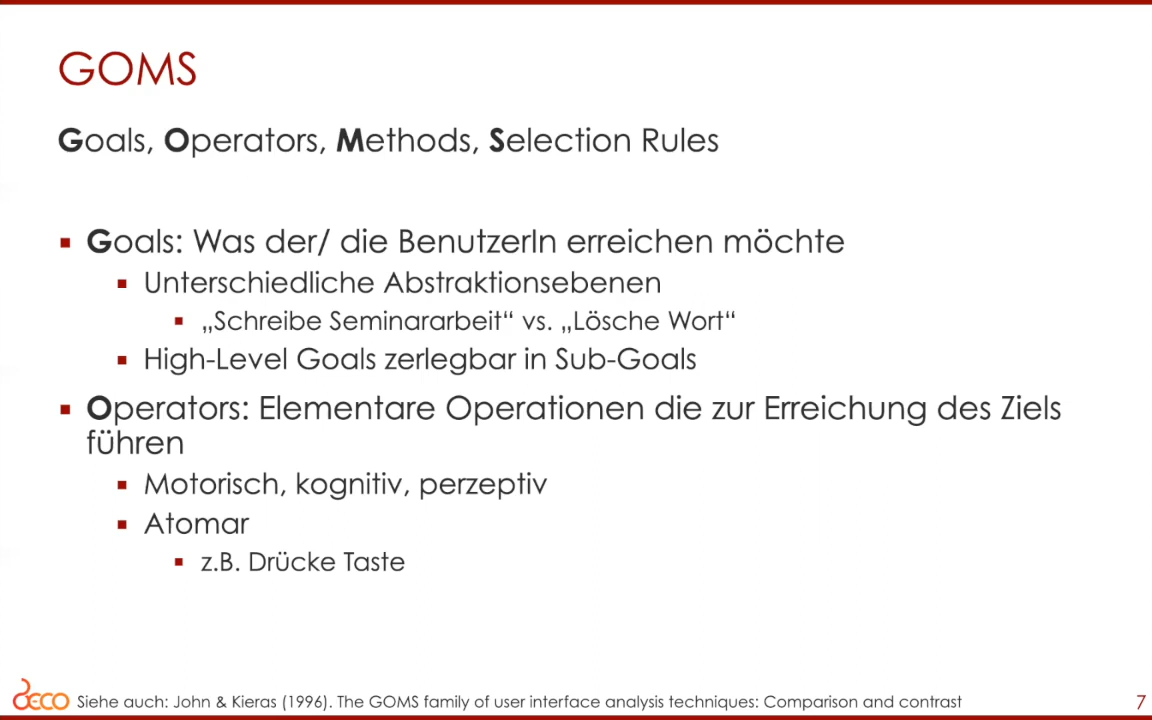 GOMS
Goals, Operators, Methods, Selection Rules
Goals: Was der/ die BenutzerIn erreichen möchte
Unterschiedliche Abstraktionsebenen
„Schreibe Seminararbeit“ vs. „Lösche Wort“
High-Level Goals zerlegbar in Sub-Goals
Operators: Elementare Operationen die zur Erreichung des Ziels
führen
Motorisch, kognitiv, perzeptiv
Atomar
z.B. Drücke Taste
DECO Siehe auch: John & Kieras (1996). The GOMS family of user interface analysis techniques: Comparison and contrast
7